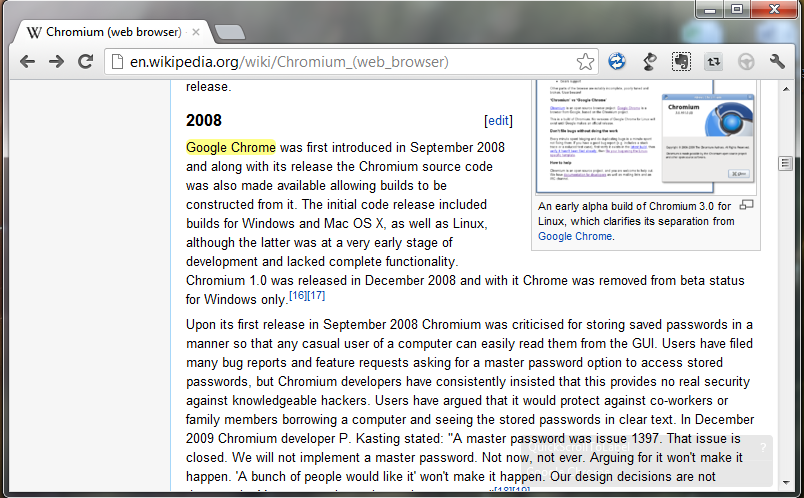 Chromium (web browser)
en.wikipedia.org/wiki/Chromium_(web_browser)
release.
2008
[edit]
Google Chrome was first introduced in September 2008
and along with its release the Chromium source code
was also made available allowing builds to be
constructed from it. The initial code release included
builds for Windows and Mac OS X, as well as Linux,
although the latter was at a very early stage of
development and lacked complete functionality.
Chromium 1.0 was released in December 2008 and with it Chrome was removed from beta status
for Windows only.[16][17]
Chromium
An early alpha build of Chromium 3.0 for
Linux, which clarifies its separation from
Google Chrome.
Upon its first release in September 2008 Chromium was criticised for storing saved passwords in a
manner so that any casual user of a computer can easily read them from the GUI. Users have filed
many bug reports and feature requests asking for a master password option to access stored
passwords, but Chromium developers have consistently insisted that this provides no real security
against knowledgeable hackers. Users have argued that it would protect against co-workers or
family members borrowing a computer and seeing the stored passwords in clear text. In December
2009 Chromium developer P. Kasting stated: "A master password was issue 1397. That issue is
closed. We will not implement a master password. Not now, not ever. Arguing for it won't make it
happen. 'A bunch of people would like it' won't make it happen. Our design decisions are not